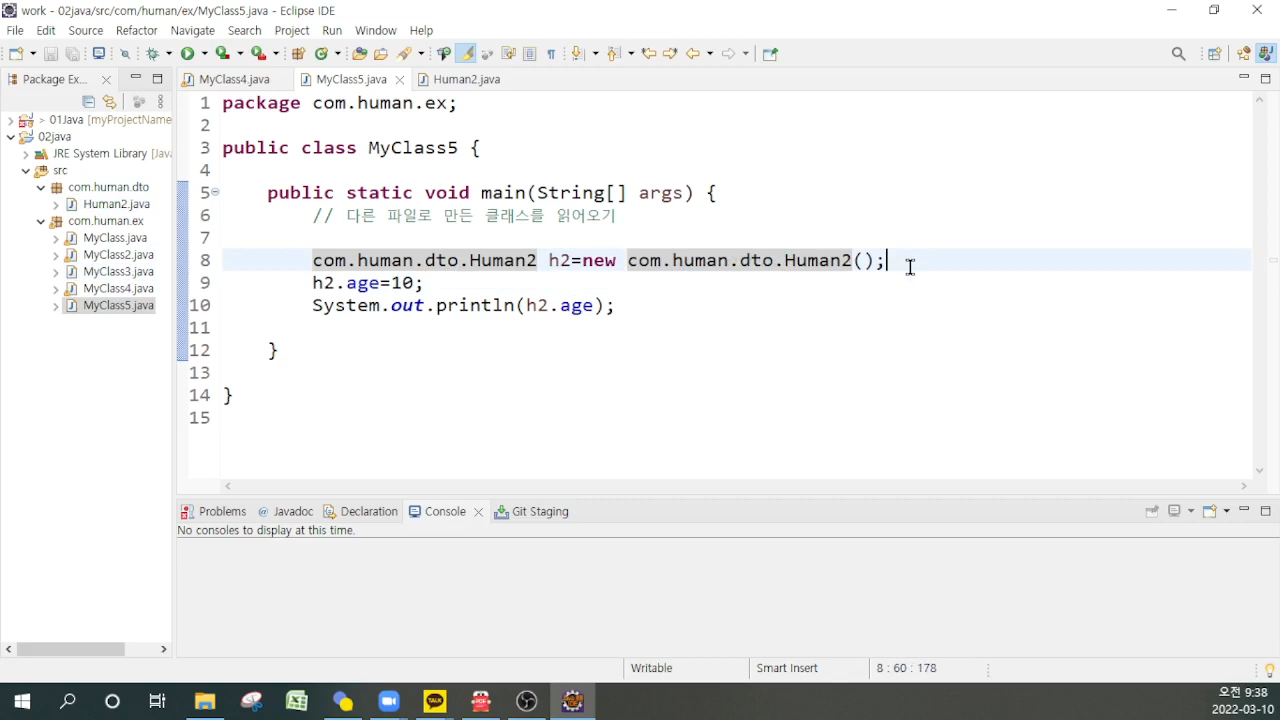 work - 02java/src/com/human/ex/MyClass5.java - Eclipse IDE
File Edit Source Refactor Navigate Search Project Run Window Help
Package Ex...
MyClass4.java MyClass5.java Human2.java
> 01Java [myProjectName
02java
JRE System Library [Jav
src
com.human.dto
Human2.java
com.human.ex
MyClass.java
MyClass2.java
MyClass3.java
MyClass4.java
MyClass5.java
1 package com.human.ex;
2
3 public class MyClass5 {
4
5 public static void main(String[] args) {
6 // 다른 파일로 만든 클래스를 읽어오기
7
8 com.human.dto.Human2 h2=new com.human.dto.Human2();
9 h2.age=10;
10 System.out.println(h2.age);
11
12 }
13
14 }
15
Problems Javadoc Declaration Console Git Staging
No consoles to display at this time.
Writable Smart Insert 8 : 60 : 178
TALK
PDF
오전 9:38
2022-03-10